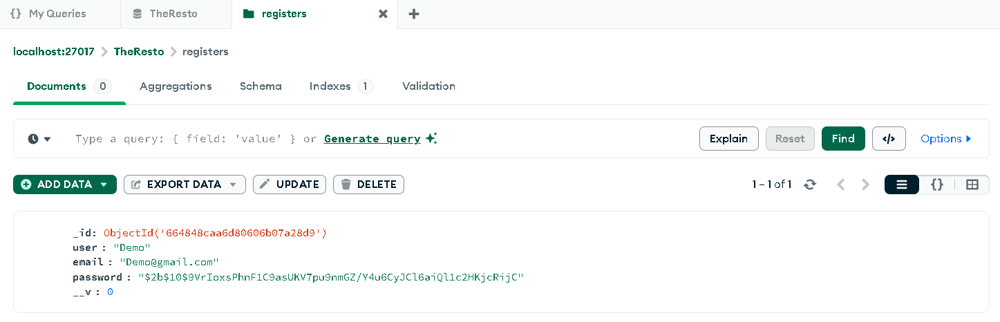 {} My Queries TheResto registers
localhost:27017 > TheResto > registers
Documents 0 Aggregations Schema Indexes 1 Validation
Type a query: { field: 'value' } or Generate query Explain Reset Find </> Options
ADD DATA EXPORT DATA UPDATE DELETE 1 – 1 of 1 {}
_id: ObjectId('664848caa6d80606b07a28d9')
user : "Demo"
email : "Demo@gmail.com"
password : "$2b$10$9VrIoxsPhnF1C9asUKV7pu9nmGZ/Y4u6CyJCl6aiQl1c2HKjcRijC"
__v : 0